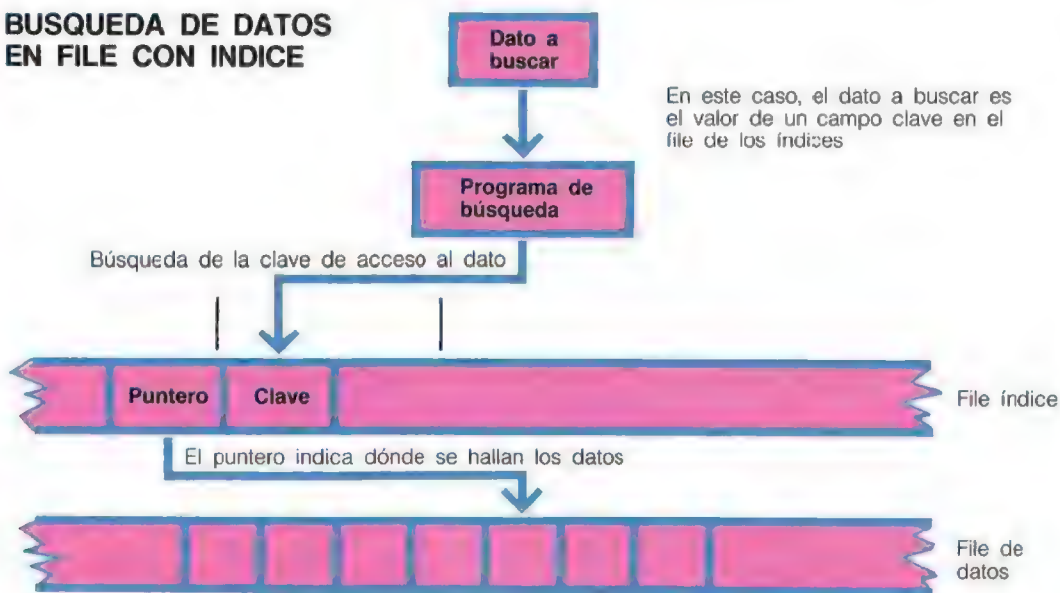 BUSQUEDA DE DATOS
EN FILE CON INDICE
Dato a
buscar
En este caso, el dato a buscar es
el valor de un campo clave en el
file de los índices
Programa de
búsqueda
Búsqueda de la clave de acceso al dato
Puntero Clave
File índice
El puntero indica dónde se hallan los datos
File de
datos